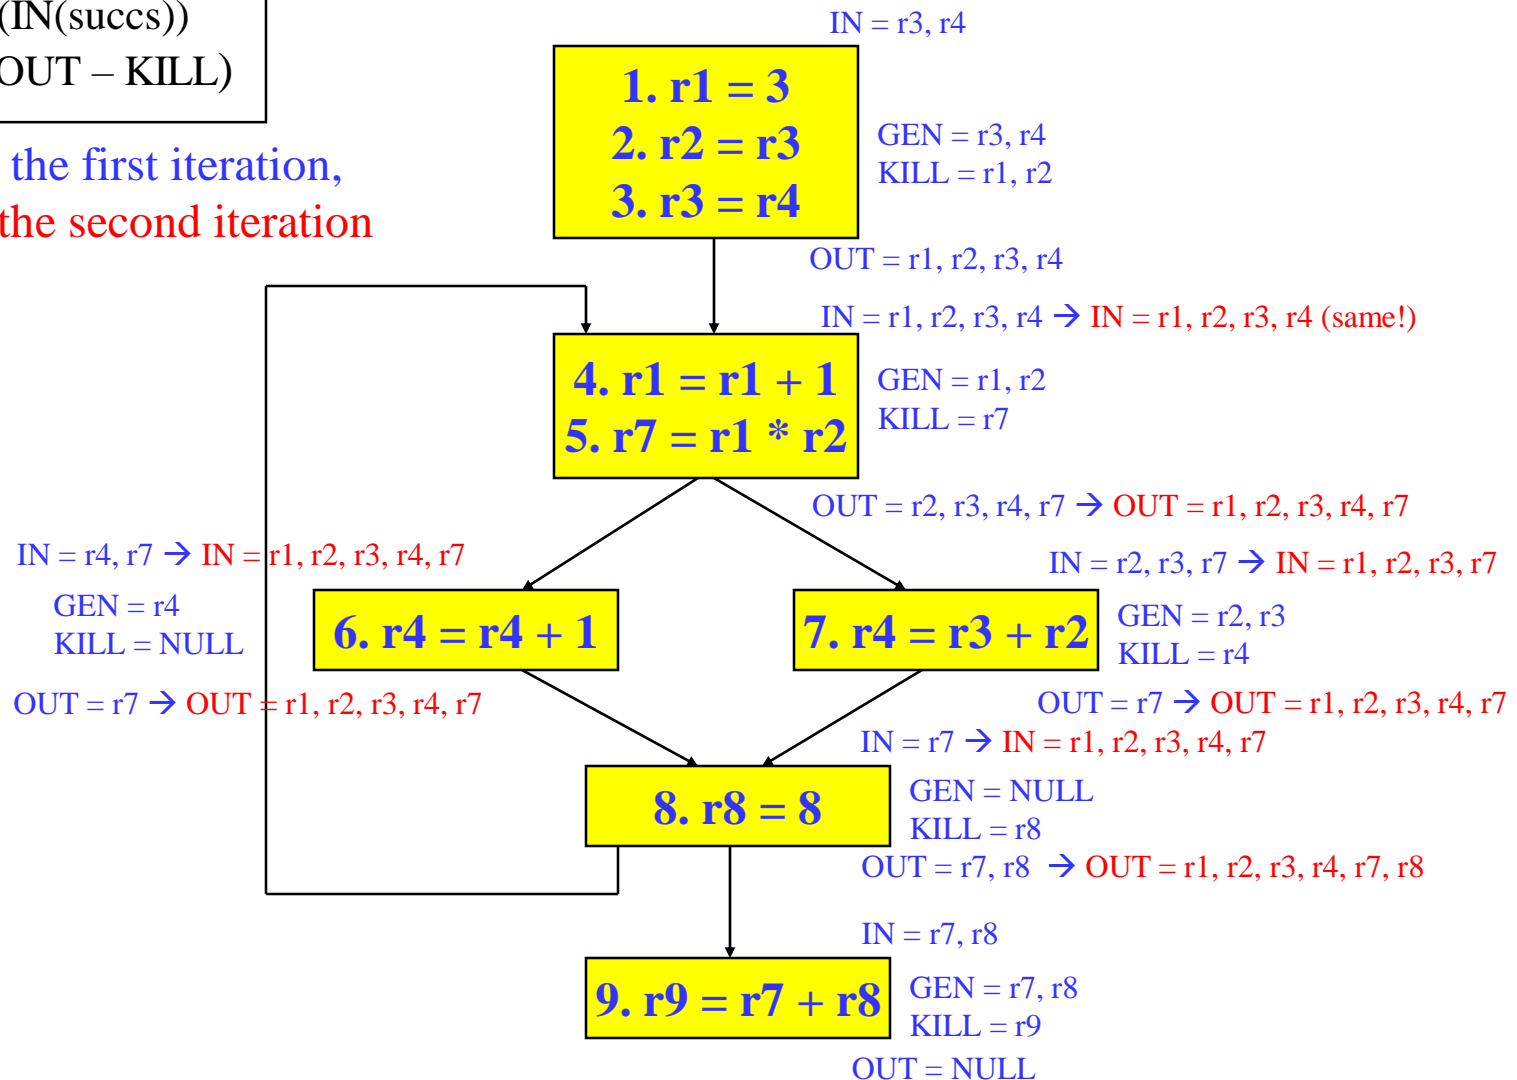 (IN(succs))
OUT – KILL)
the first iteration,
the second iteration
IN = r3, r4
1. r1 = 3
2. r2 = r3
3. r3 = r4
GEN = r3, r4
KILL = r1, r2
OUT = r1, r2, r3, r4
IN = r1, r2, r3, r4 → IN = r1, r2, r3, r4 (same!)
4. r1 = r1 + 1
5. r7 = r1 * r2
GEN = r1, r2
KILL = r7
OUT = r2, r3, r4, r7 → OUT = r1, r2, r3, r4, r7
IN = r4, r7 → IN = r1, r2, r3, r4, r7
GEN = r4
KILL = NULL
6. r4 = r4 + 1
OUT = r7 → OUT = r1, r2, r3, r4, r7
IN = r2, r3, r7 → IN = r1, r2, r3, r7
7. r4 = r3 + r2
GEN = r2, r3
KILL = r4
OUT = r7 → OUT = r1, r2, r3, r4, r7
IN = r7 → IN = r1, r2, r3, r4, r7
8. r8 = 8
GEN = NULL
KILL = r8
OUT = r7, r8 → OUT = r1, r2, r3, r4, r7, r8
IN = r7, r8
9. r9 = r7 + r8
GEN = r7, r8
KILL = r9
OUT = NULL